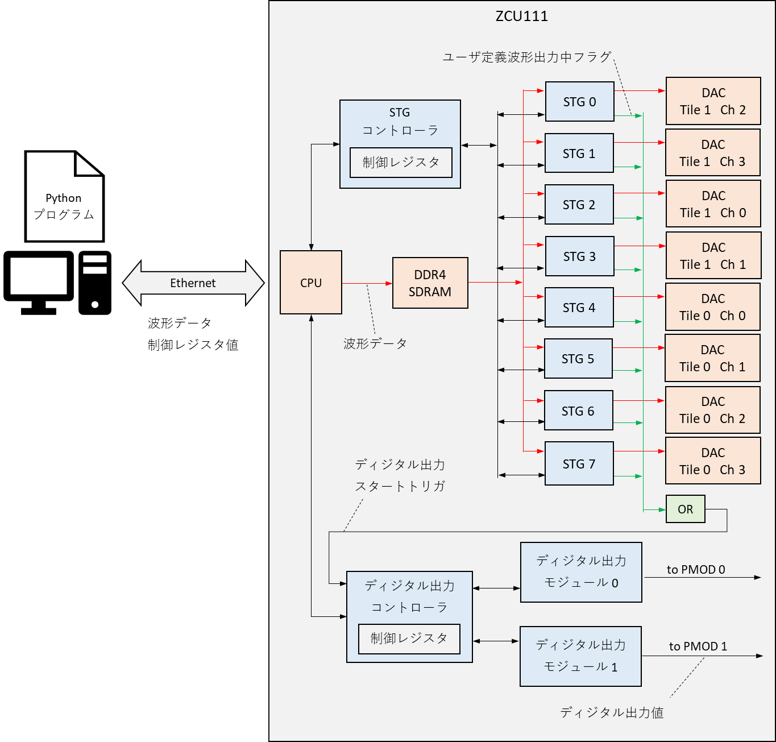 ZCU111
ユーザ定義波形出力中フラグ
STG
コントローラ
制御レジスタ
STG 0
DAC
Tile 1 Ch 2
STG 1
DAC
Tile 1 Ch 3
STG 2
DAC
Tile 1 Ch 0
STG 3
DAC
Tile 1 Ch 1
STG 4
DAC
Tile 0 Ch 0
STG 5
DAC
Tile 0 Ch 1
STG 6
DAC
Tile 0 Ch 2
STG 7
DAC
Tile 0 Ch 3
Python
プログラム
Ethernet
波形データ
制御レジスタ値
CPU
DDR4
SDRAM
波形データ
ディジタル出力
スタートトリガ
OR
ディジタル出力
コントローラ
制御レジスタ
ディジタル出力
モジュール 0
to PMOD 0
ディジタル出力
モジュール 1
to PMOD 1
ディジタル出力値